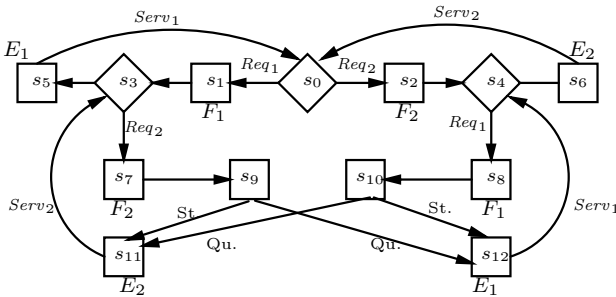 Serv₁ Serv₂
E₁ E₂
s₅ s₃ s₁ Req₁ s₀ Req₂ s₂ s₄ s₆
F₁ F₂
Req₂ Req₁
s₇ s₉ s₁₀ s₈
F₂ F₁
Serv₂ St. St. Serv₁
Qu. Qu.
s₁₁ s₁₂
E₂ E₁